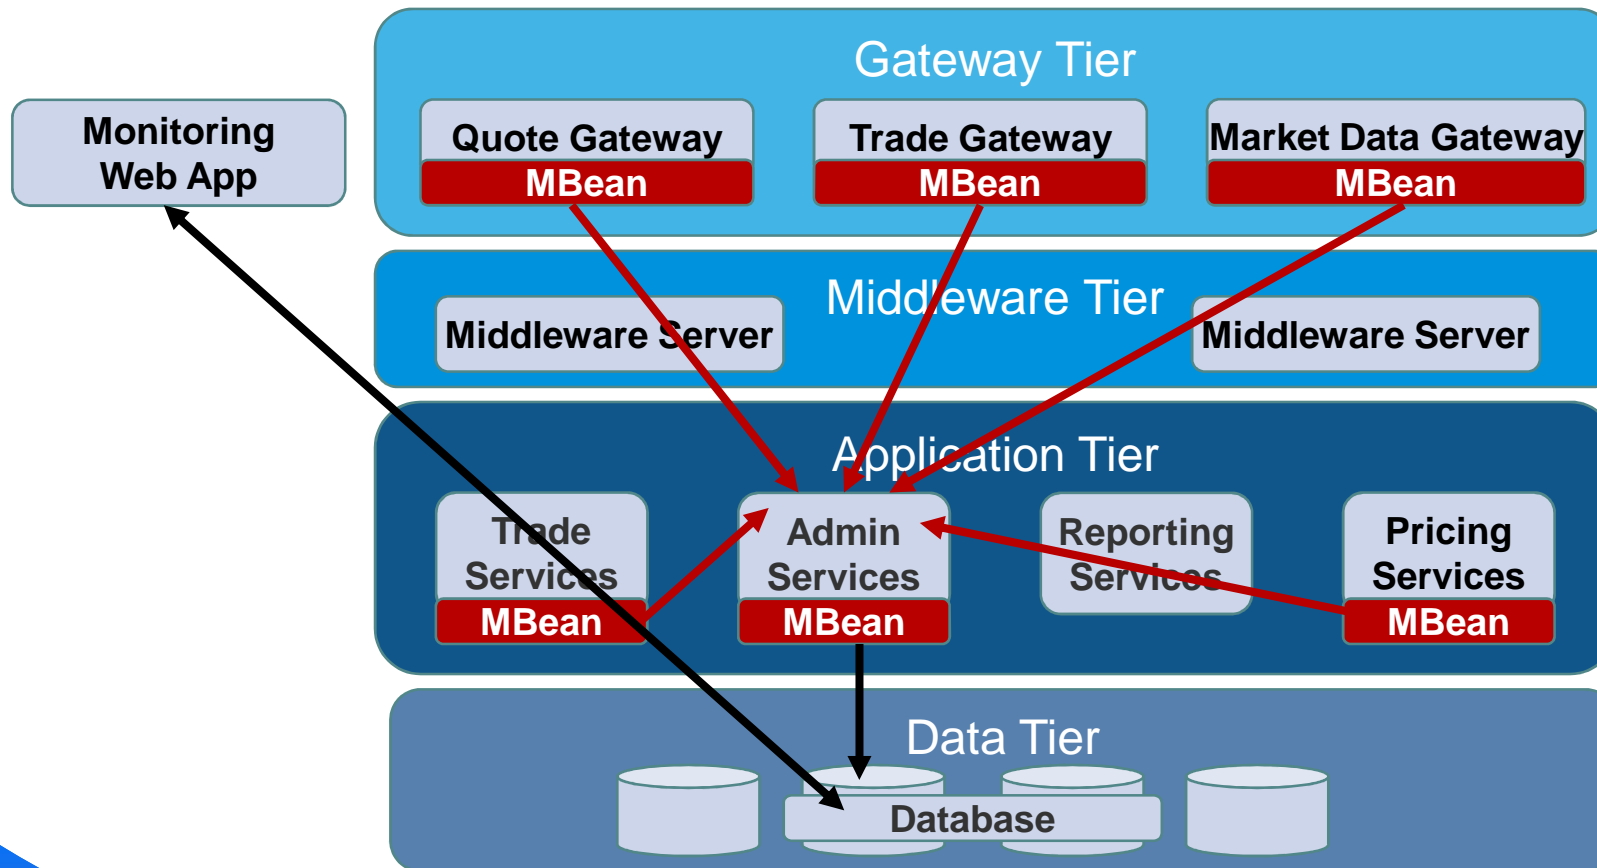 Gateway Tier
Monitoring
Web App
Quote Gateway
MBean
Trade Gateway
MBean
Market Data Gateway
MBean
Middleware Tier
Middleware Server
Middleware Server
Application Tier
Trade
Services
MBean
Admin
Services
MBean
Reporting
Services
Pricing
Services
MBean
Data Tier
Database